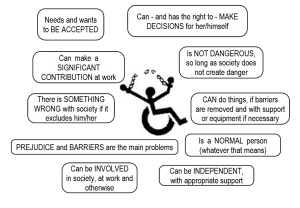 Needs and wants
to BE ACCEPTED
Can - and has the right to - MAKE
DECISIONS for her/himself
Can make a
SIGNIFICANT
CONTRIBUTION at work
Is NOT DANGEROUS,
so long as society does
not create danger
There is SOMETHING
WRONG with society if it
excludes him/her
CAN do things, if barriers
are removed and with support
or equipment if necessary
PREJUDICE and BARRIERS are the main problems
Is a NORMAL person
(whatever that means)
Can be INVOLVED
in society, at work and
otherwise
Can be INDEPENDENT,
with appropriate support